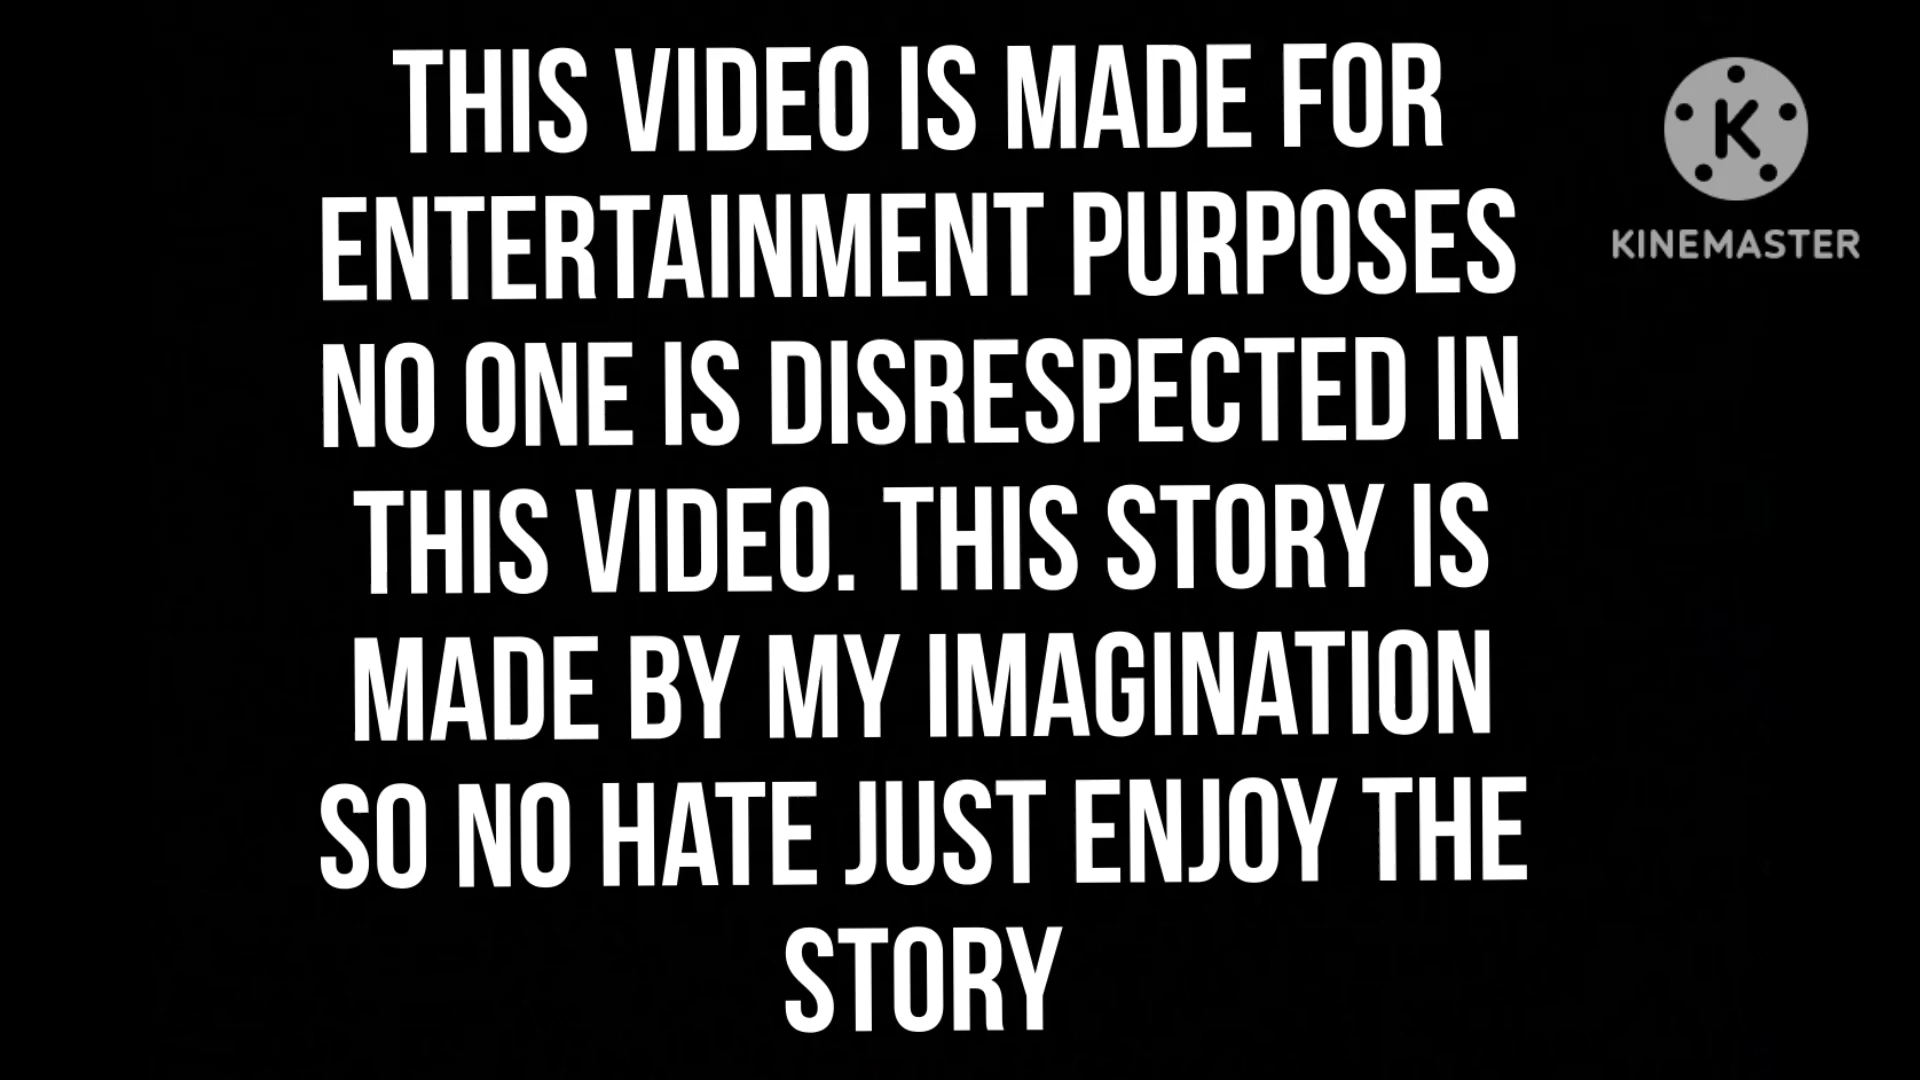 THIS VIDEO IS MADE FOR
ENTERTAINMENT PURPOSES
NO ONE IS DISRESPECTED IN
THIS VIDEO. THIS STORY IS
MADE BY MY IMAGINATION
SO NO HATE JUST ENJOY THE
STORY
K
KINEMASTER